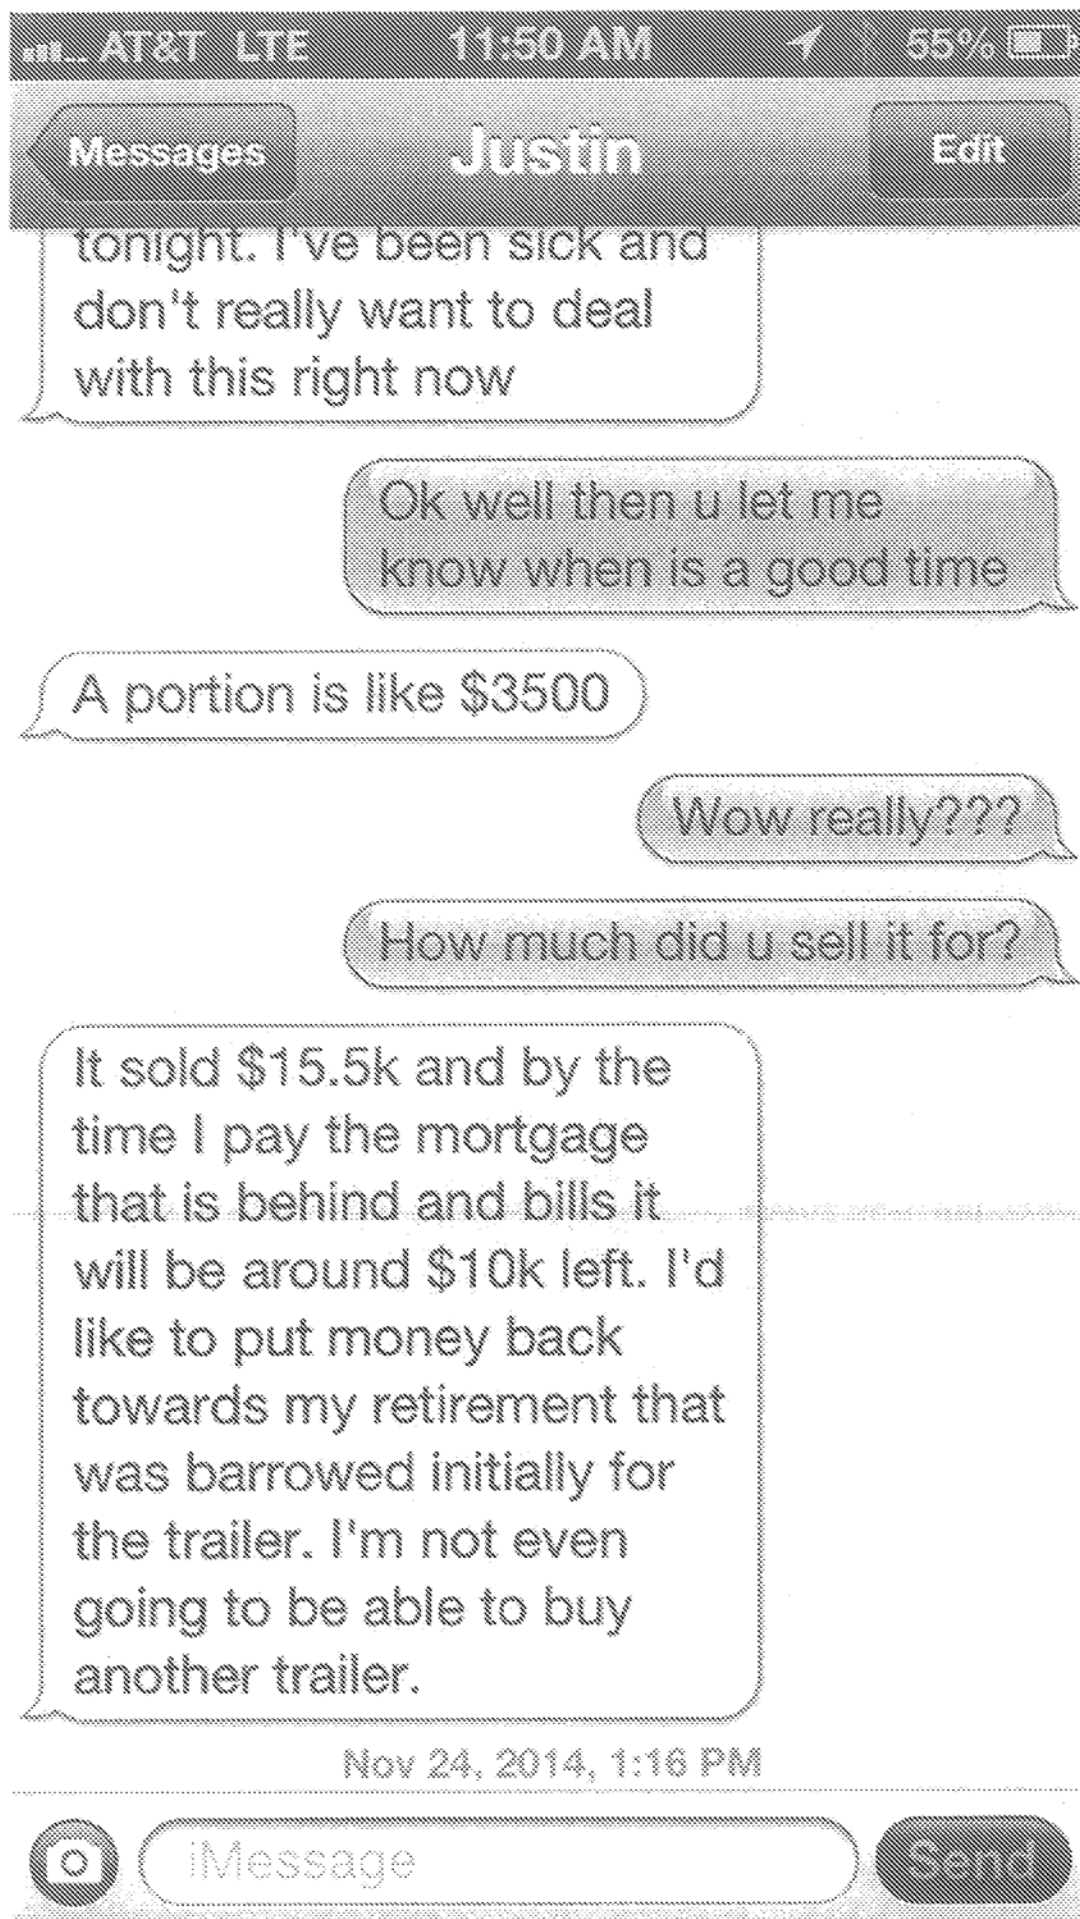 AT&T LTE 11:50 AM 55%
Messages Justin Edit
tonight. I've been sick and
don't really want to deal
with this right now
Ok well then u let me
know when is a good time
A portion is like $3500
Wow really???
How much did u sell it for?
It sold $15.5k and by the
time I pay the mortgage
that is behind and bills it
will be around $10k left. I'd
like to put money back
towards my retirement that
was barrowed initially for
the trailer. I'm not even
going to be able to buy
another trailer.
Nov 24, 2014, 1:16 PM
iMessage Send